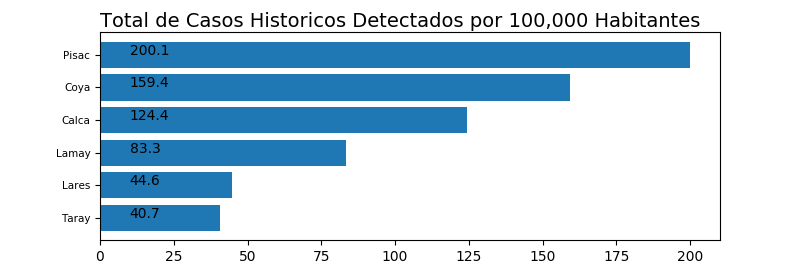 Total de Casos Historicos Detectados por 100,000 Habitantes
Pisac 200.1
Coya 159.4
Calca 124.4
Lamay 83.3
Lares 44.6
Taray 40.7
0 25 50 75 100 125 150 175 200